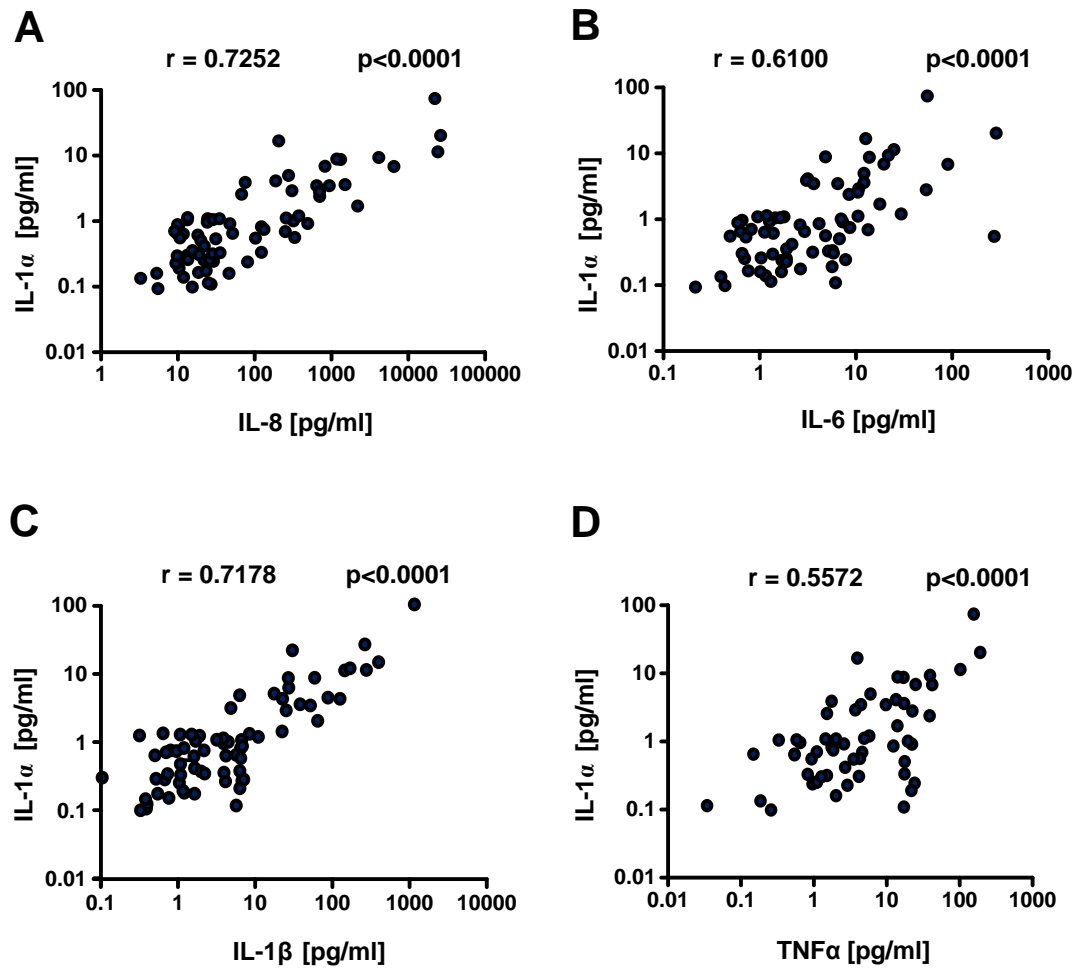 A
r = 0.7252 p<0.0001
IL-1α [pg/ml]
100
10
1
0.1
0.01
1 10 100 1000 10000 100000
IL-8 [pg/ml]
B
r = 0.6100 p<0.0001
IL-1α [pg/ml]
100
10
1
0.1
0.01
0.1 1 10 100 1000
IL-6 [pg/ml]
C
r = 0.7178 p<0.0001
IL-1α [pg/ml]
100
10
1
0.1
0.01
0.1 1 10 100 1000 10000
IL-1β [pg/ml]
D
r = 0.5572 p<0.0001
IL-1α [pg/ml]
100
10
1
0.1
0.01
0.01 0.1 1 10 100 1000
TNFα [pg/ml]